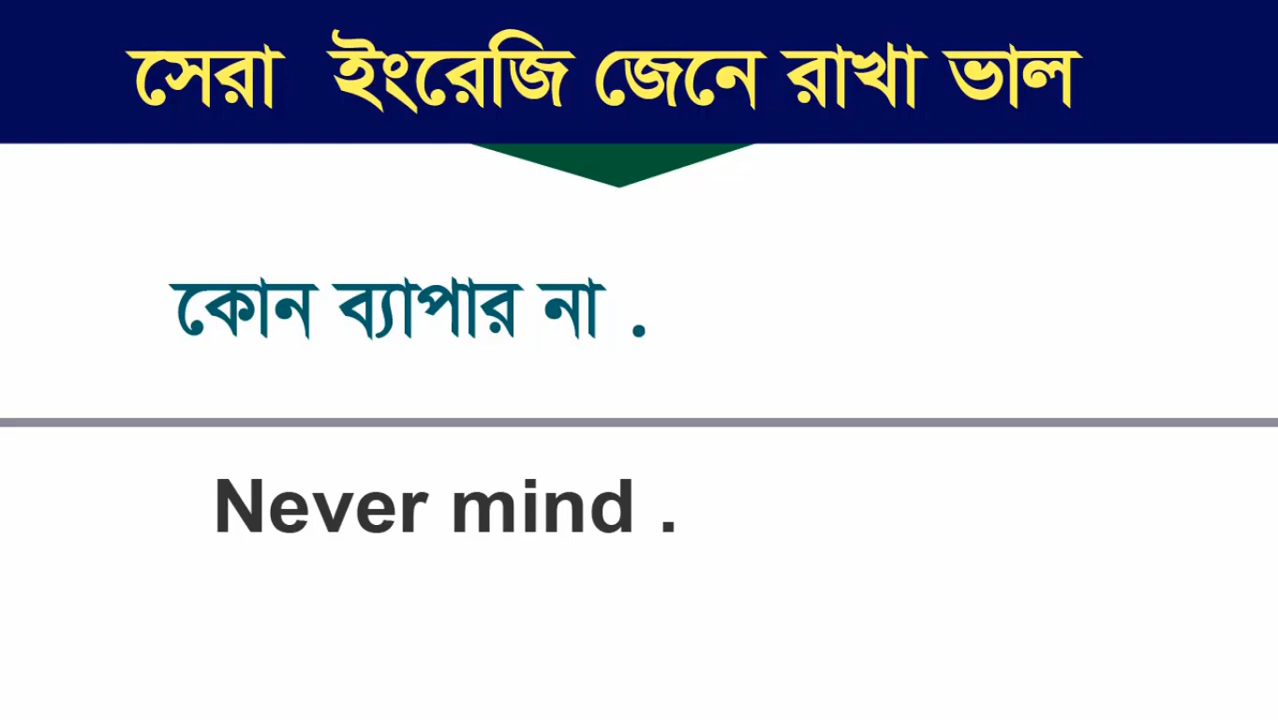 সেরা ইংরেজি জেনে রাখা ভাল
কোন ব্যাপার না .
Never mind .